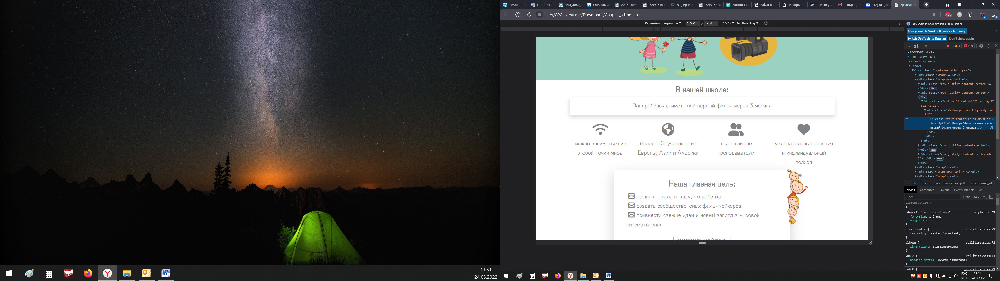 11:51
24.03.2022
desktop –
Google Пе
МИ_3650_
Область-а
2016-mp6-
2016-6464
Федераль
2019-5818
Automated
Advanced
Роторы га
Яндекс.Ди
Входящие
(18) Входя
Детская
file:///C:/Users/user/Downloads/Chaplin_school.html
12
1
Dimensions: Responsive
1272 × 780
100%
No throttling
В нашей школе:
Ваш ребёнок снимет свой первый фильм через 3 месяца
можно заниматься из
любой точки мира
более 100 учеников из
Европы, Азии и Америки
талантливые
преподаватели
увлекательные занятия
и индивидуальный
подход
Наша главная цель:
раскрыть талант каждого ребенка
создать сообщество юных фильммейкеров
привнести свежие идеи и новый взгляд в мировой
кинематограф
Присоединяйтесь!
DevTools is now available in Russian!
Always match Yandex Browser's language
Switch DevTools to Russian
Don't show again
12 3 129
<!DOCTYPE html>
<html lang="ru">
<head>…</head>
<body>
<div class="container-fluid p-0">
<div class="wrap">…</div>
<div class="wrap wrap_white">
<div class="row justify-content-center">…
</div> flex
<div class="row justify-content-center">
flex
<div class="col-sm-12 col-md-12 col-lg-12
col-xl-12">
<div class="shadow p-3 mb-3 bg-body roun
ded">
<p class="text-center lh-sm mb-0 pb-2
description">Ваш ребёнок снимет свой
первый фильм через 3 месяца</p> == $0
</div>
</div>
</div>
<div class="row justify-content-center">…
</div> flex
<div class="row justify-content-center mb-
5">…</div> flex
</div>
<div class="wrap">…</div>
<div class="wrap wrap_white">…</div>
<div class="wrap">…</div>
… html body div.container-fluid.p-0 div.wrap.wrap_wh …
Styles Computed Layout Event Listeners
Filter
:hov .cls
element.style {
}
.description, .list-item {
style.css:67
font-size: 1.5rem;
margin: 0;
}
.text-center {
_utilities.scss:71
text-align: center!important;
}
.lh-sm {
_utilities.scss:71
line-height: 1.25!important;
}
.pb-2 {
_utilities.scss:71
padding-bottom: 0.5rem!important;
}
.mb-0 {
_utilities.scss:71
РУС
RUT
11:51
24.03.2022